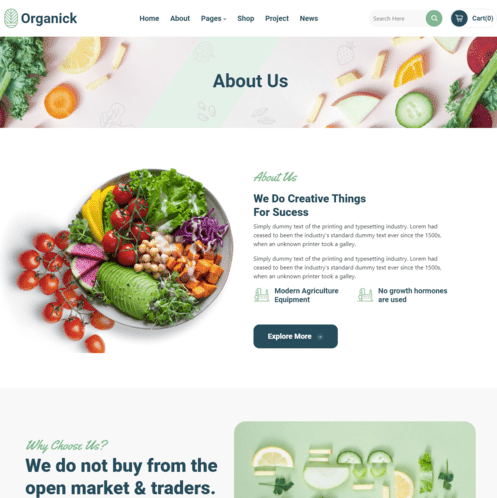 Organick
Home About Pages Shop Project News
Search Here
Cart(0)
About Us
About Us
We Do Creative Things
For Sucess
Simply dummy text of the printing and typesetting industry. Lorem had
ceased to been the industry's standard dummy text ever since the 1500s,
when an unknown printer took a galley.
Simply dummy text of the printing and typesetting industry. Lorem had
ceased to been the industry's standard dummy text ever since the 1500s,
when an unknown printer took a galley.
Modern Agriculture
Equipment
No growth hormones
are used
Explore More
Why Choose Us?
We do not buy from the
open market & traders.